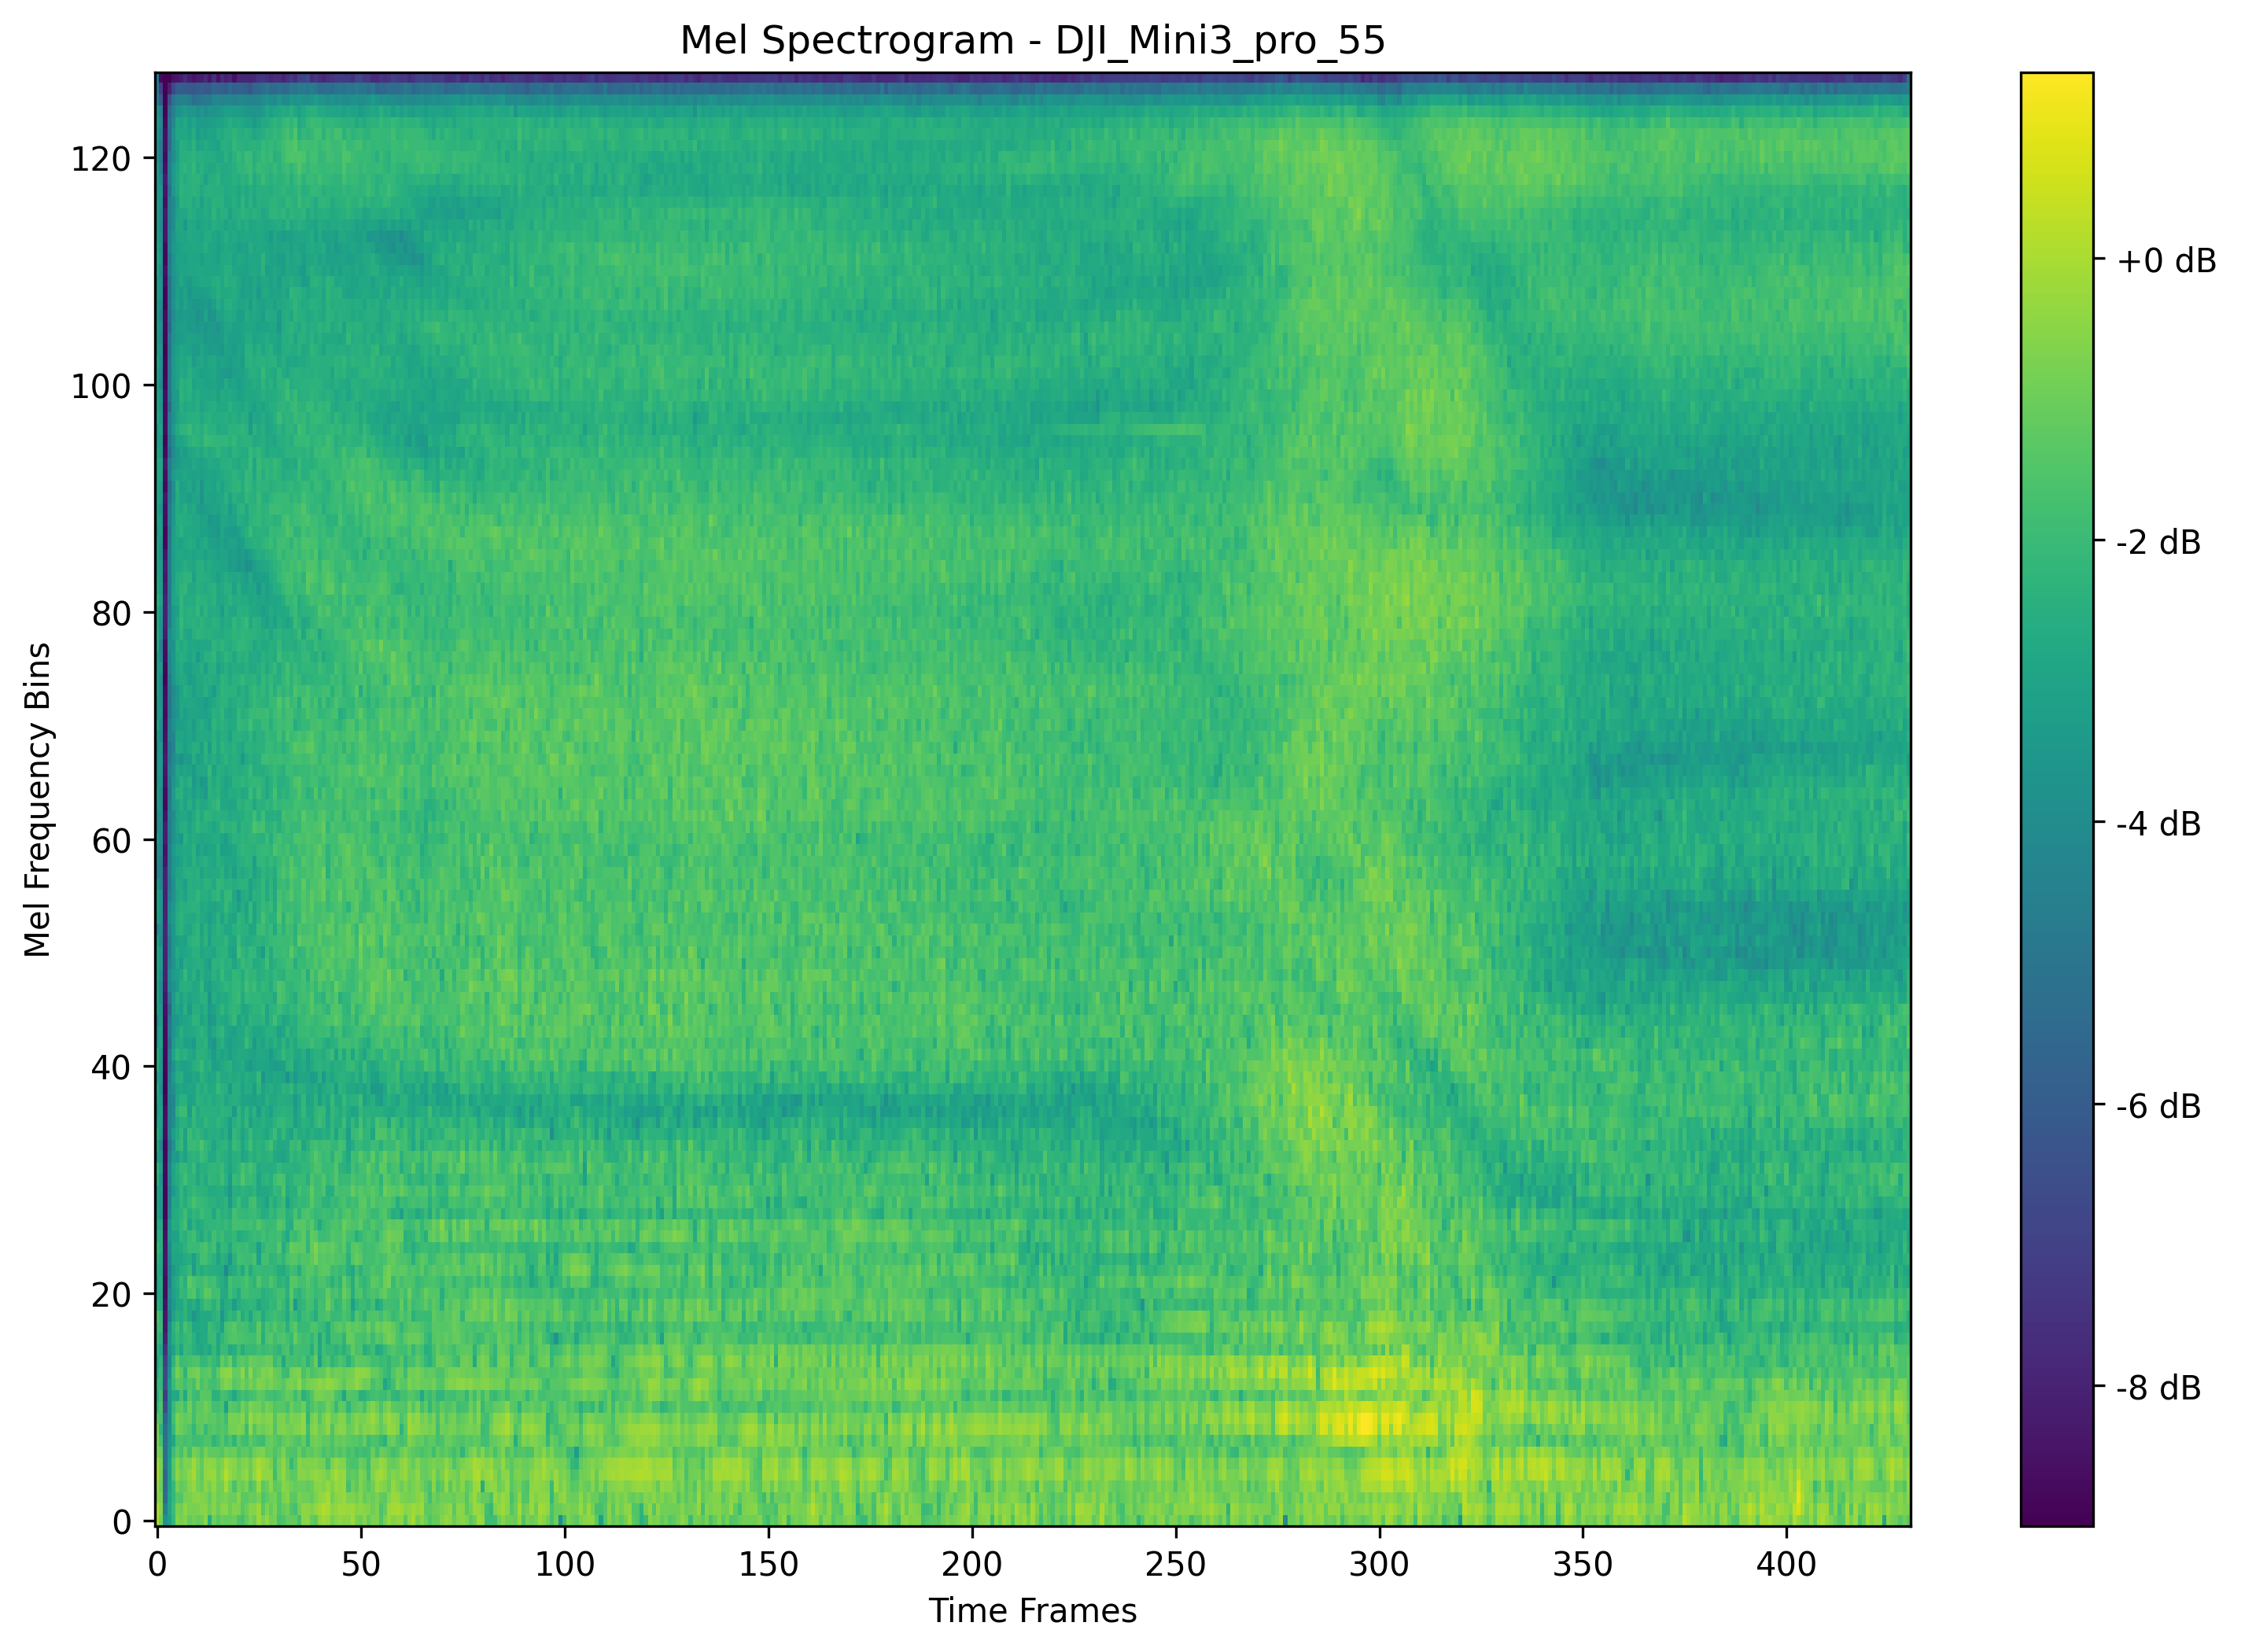 Mel Spectrogram - DJI_Mini3_pro_55
120
100
80
60
40
20
0
Mel Frequency Bins
0 50 100 150 200 250 300 350 400
Time Frames
+0 dB
-2 dB
-4 dB
-6 dB
-8 dB